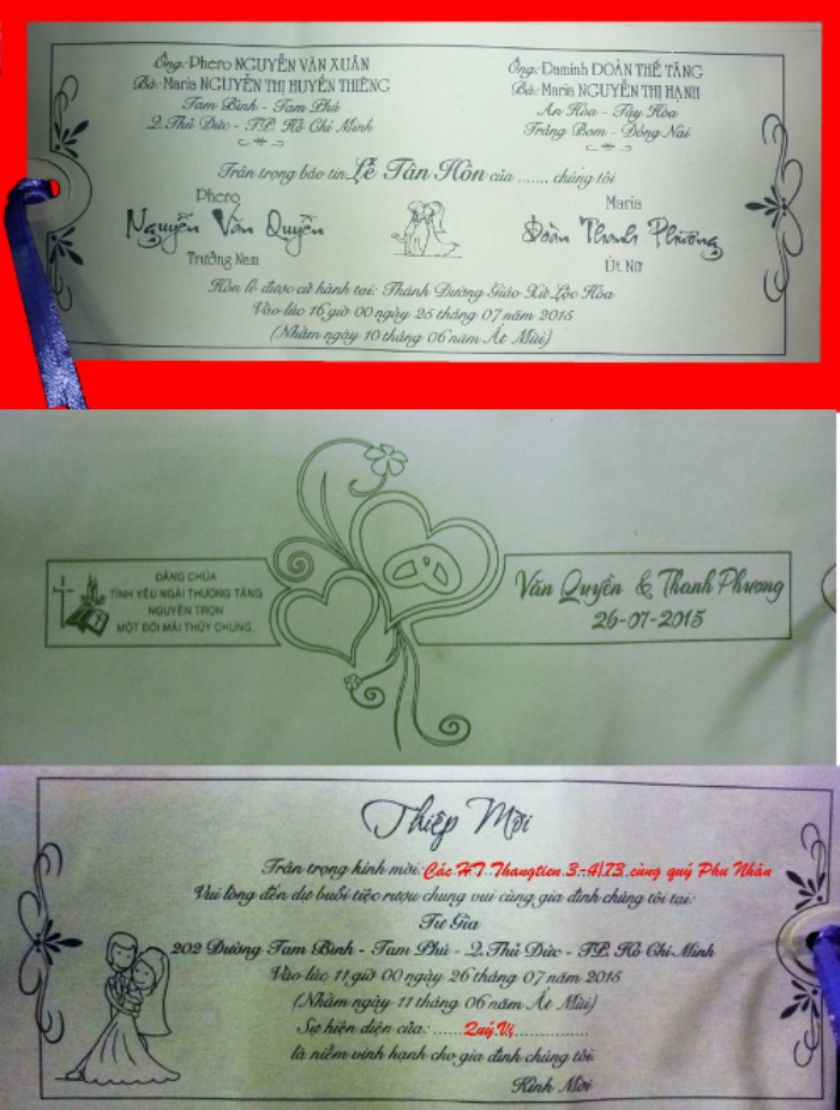 Ông: Phero NGUYỄN VĂN XUÂN
Bà: Maria NGUYỄN THỊ HUYỀN THIÊNG
Tam Bình - Tam Phú
Q. Thủ Đức - TP. Hồ Chí Minh
Ông: Daminh ĐOÀN THẾ TĂNG
Bà: Maria NGUYỄN THỊ HẠNH
An Hòa - Tây Hòa
Trảng Bom - Đồng Nai
Trân trọng báo tin Lễ Tân Hôn của ....... chúng tôi
Phero
Nguyễn Văn Quyền
Trưởng Nam
Maria
Đoàn Thanh Phương
Út Nữ
Hôn lễ được cử hành tại: Thánh Đường Giáo Xứ Lộc Hòa
Vào lúc 16 giờ 00 ngày 25 tháng 07 năm 2015
(Nhằm ngày 10 tháng 06 năm Ất Mùi)
DÂNG CHÚA
TÌNH YÊU NGÀI THƯƠNG TẶNG
NGUYỆN TRỌN
MỘT ĐỜI MÃI THỦY CHUNG
Văn Quyền & Thanh Phương
26-07-2015
Thiệp Mời
Trân trọng kính mời: Các HT Thangtien 3-4|73 cùng quý Phu Nhân
Vui lòng đến dự buổi tiệc rượu chung vui cùng gia đình chúng tôi tại:
Tư Gia
202 Đường Tam Bình - Tam Phú - Q. Thủ Đức - TP. Hồ Chí Minh
Vào lúc 11 giờ 00 ngày 26 tháng 07 năm 2015
(Nhằm ngày 11 tháng 06 năm Ất Mùi)
Sự hiện diện của: ......Quý Vị...............
là niềm vinh hạnh cho gia đình chúng tôi.
Kính Mời